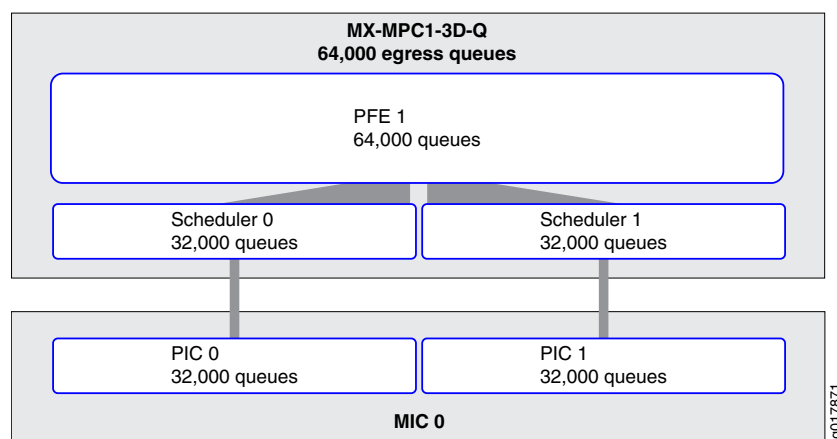 MX-MPC1-3D-Q
64,000 egress queues
PFE 1
64,000 queues
Scheduler 0
32,000 queues
Scheduler 1
32,000 queues
PIC 0
32,000 queues
PIC 1
32,000 queues
MIC 0
g017871